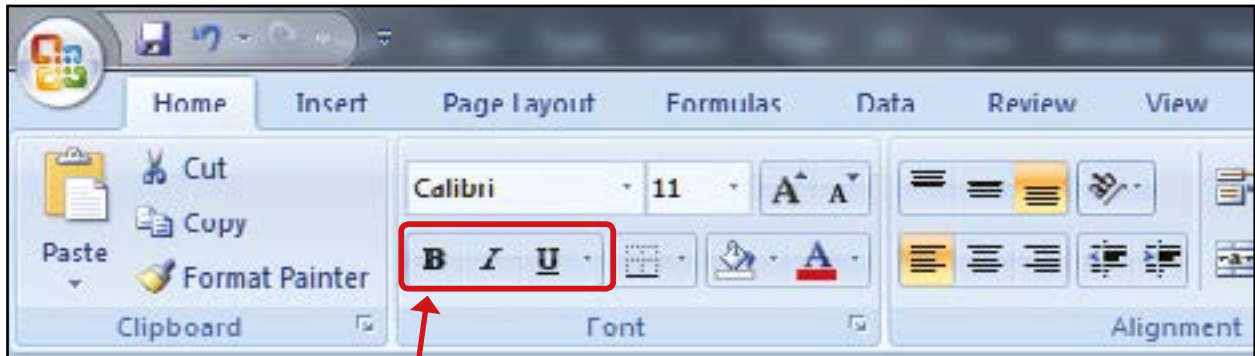 Home Insert Page Layout Formulas Data Review View
Cut
Calibri 11 A A
Copy
Paste
B I U A
Format Painter
a
Clipboard Font Alignment